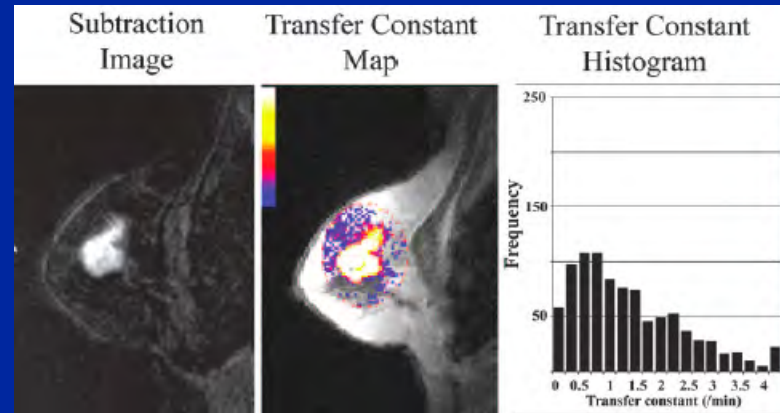 Subtraction
Image
Transfer Constant
Map
Transfer Constant
Histogram
250
150
50
Frequency
0 0.5 1 1.5 2 2.5 3 3.5 4
Transfer constant (/min)